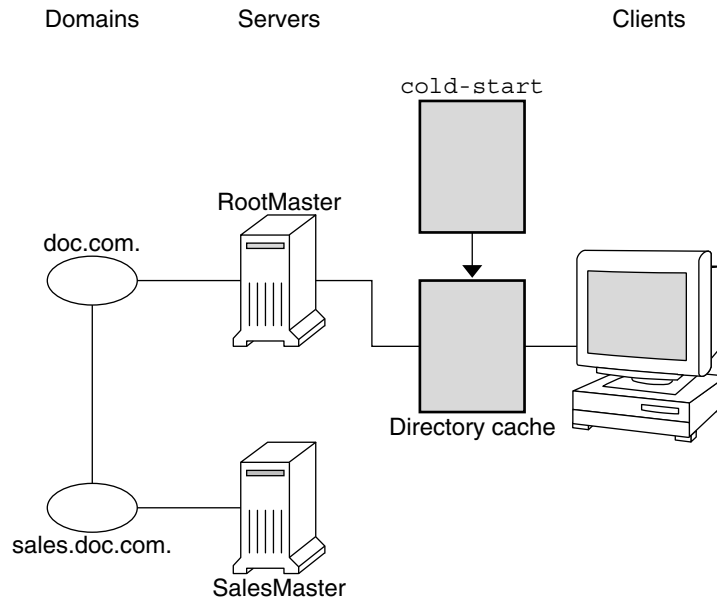 Domains
Servers
Clients
cold-start
RootMaster
doc.com.
Directory cache
sales.doc.com.
SalesMaster